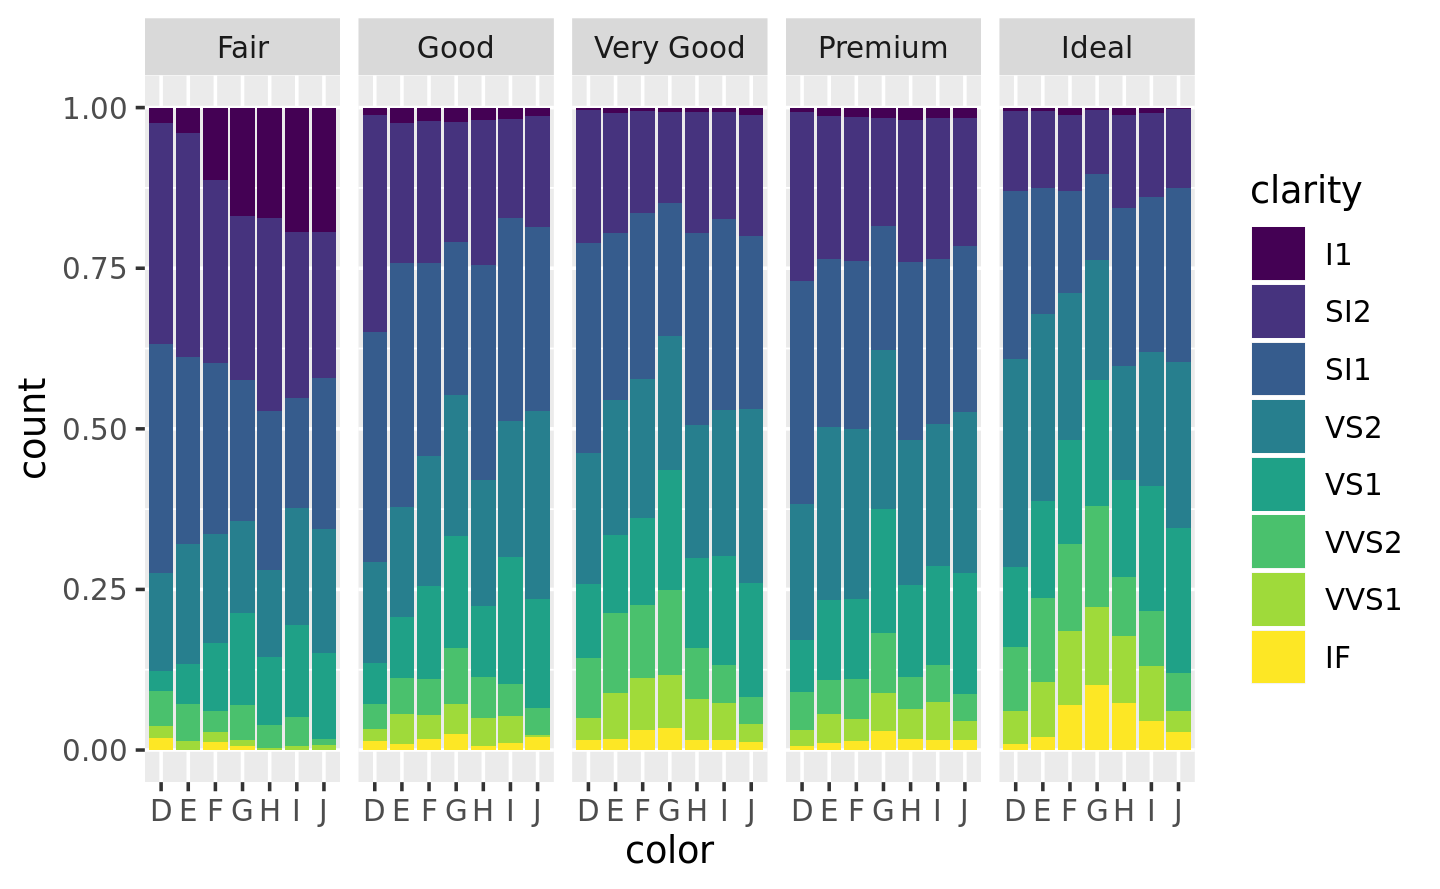 Fair Good Very Good Premium Ideal
1.00
0.75
0.50
0.25
0.00
count
D E F G H I J D E F G H I J D E F G H I J D E F G H I J D E F G H I J
color
clarity
I1
SI2
SI1
VS2
VS1
VVS2
VVS1
IF